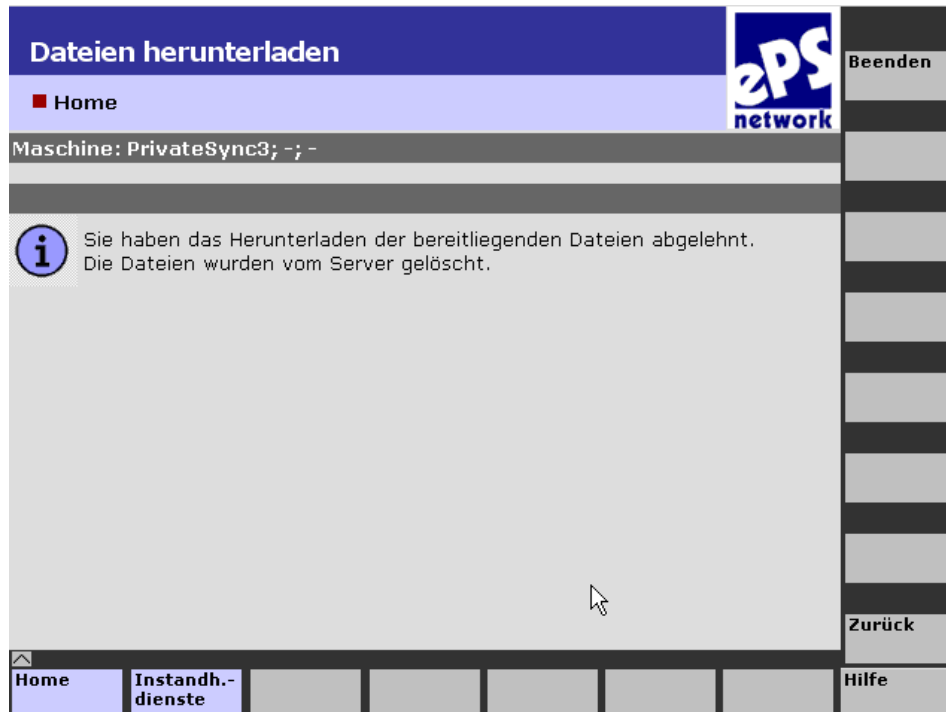 Dateien herunterladen
ePS
network
Beenden
Home
Maschine: PrivateSync3; -; -
Sie haben das Herunterladen der bereitliegenden Dateien abgelehnt.
Die Dateien wurden vom Server gelöscht.
Zurück
Home
Instandh.-
dienste
Hilfe